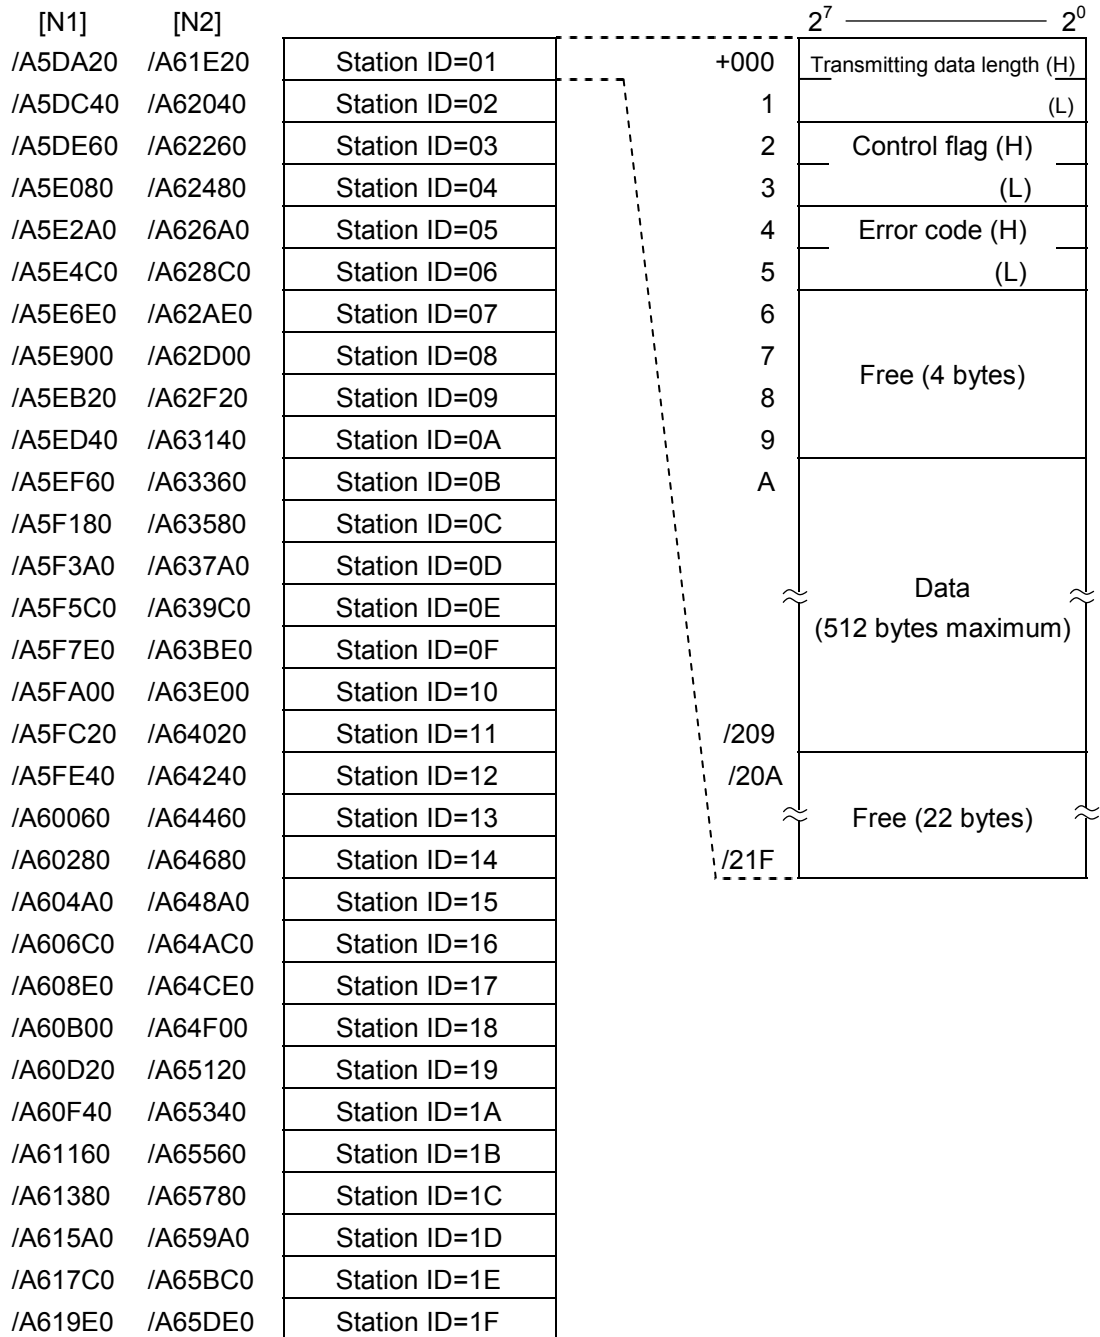 [N1] [N2] 2⁷ 2⁰
/A5DA20 /A61E20 Station ID=01 +000 Transmitting data length (H)
/A5DC40 /A62040 Station ID=02 1 (L)
/A5DE60 /A62260 Station ID=03 2 Control flag (H)
/A5E080 /A62480 Station ID=04 3 (L)
/A5E2A0 /A626A0 Station ID=05 4 Error code (H)
/A5E4C0 /A628C0 Station ID=06 5 (L)
/A5E6E0 /A62AE0 Station ID=07 6
/A5E900 /A62D00 Station ID=08 7
Free (4 bytes)
/A5EB20 /A62F20 Station ID=09 8
/A5ED40 /A63140 Station ID=0A 9
/A5EF60 /A63360 Station ID=0B A
/A5F180 /A63580 Station ID=0C
/A5F3A0 /A637A0 Station ID=0D
Data
/A5F5C0 /A639C0 Station ID=0E
(512 bytes maximum)
/A5F7E0 /A63BE0 Station ID=0F
/A5FA00 /A63E00 Station ID=10
/A5FC20 /A64020 Station ID=11 /209
/A5FE40 /A64240 Station ID=12 /20A
/A60060 /A64460 Station ID=13 Free (22 bytes)
/A60280 /A64680 Station ID=14 /21F
/A604A0 /A648A0 Station ID=15
/A606C0 /A64AC0 Station ID=16
/A608E0 /A64CE0 Station ID=17
/A60B00 /A64F00 Station ID=18
/A60D20 /A65120 Station ID=19
/A60F40 /A65340 Station ID=1A
/A61160 /A65560 Station ID=1B
/A61380 /A65780 Station ID=1C
/A615A0 /A659A0 Station ID=1D
/A617C0 /A65BC0 Station ID=1E
/A619E0 /A65DE0 Station ID=1F